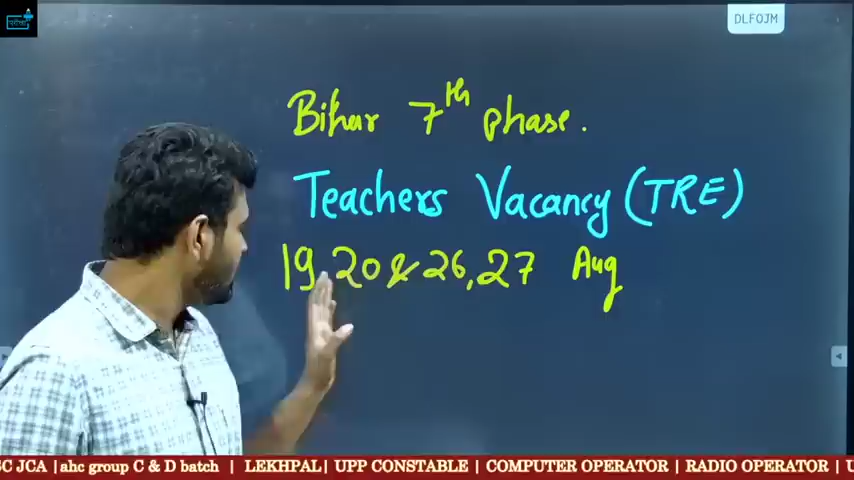 DLFOJM
Bihar 7th phase.
Teachers Vacancy (TRE)
19,20 & 26,27 Aug
SC JCA | ahc group C & D batch | LEKHPAL | UPP CONSTABLE | COMPUTER OPERATOR | RADIO OPERATOR | U